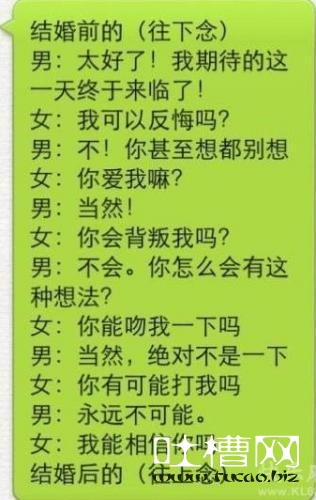 结婚前的（往下念）
男：太好了！我期待的这
一天终于来临了！
女：我可以反悔吗?
男：不！你甚至想都别想
女：你爱我嘛?
男：当然！
女：你会背叛我吗?
男：不会。你怎么会有这
种想法?
女：你能吻我一下吗
男：当然，绝对不是一下
女：你有可能打我吗
男：永远不可能。
女：我能相信你吗
结婚后的（往上念）
吐槽网